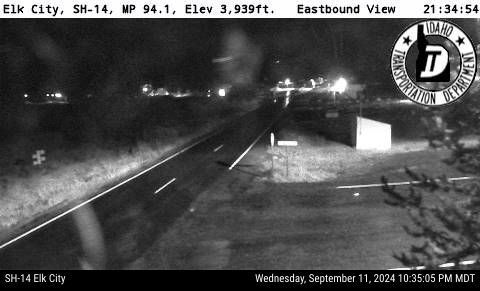 Elk City, SH-14, MP 94.1, Elev 3,939ft.   Eastbound View   21:34:54
IDAHO
TRANSPORTATION DEPARTMENT
SH-14 Elk City   Wednesday, September 11, 2024 10:35:05 PM MDT